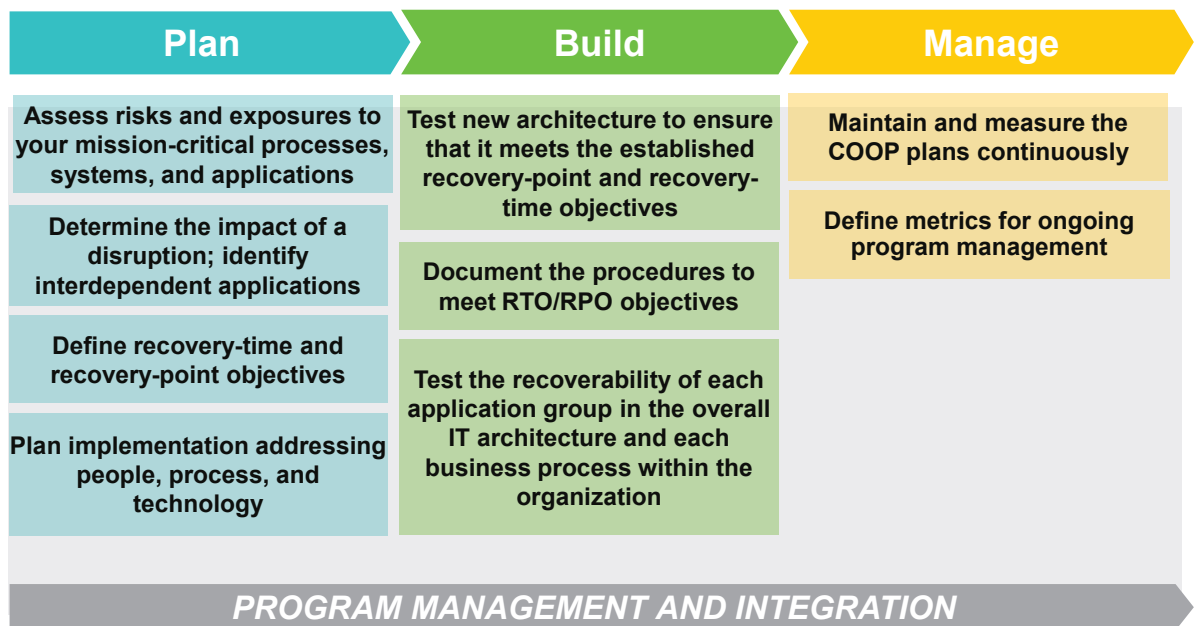 Plan
Build
Manage
Assess risks and exposures to
your mission-critical processes,
systems, and applications
Determine the impact of a
disruption; identify
interdependent applications
Define recovery-time and
recovery-point objectives
Plan implementation addressing
people, process, and
technology
Test new architecture to ensure
that it meets the established
recovery-point and recovery-
time objectives
Document the procedures to
meet RTO/RPO objectives
Test the recoverability of each
application group in the overall
IT architecture and each
business process within the
organization
Maintain and measure the
COOP plans continuously
Define metrics for ongoing
program management
PROGRAM MANAGEMENT AND INTEGRATION